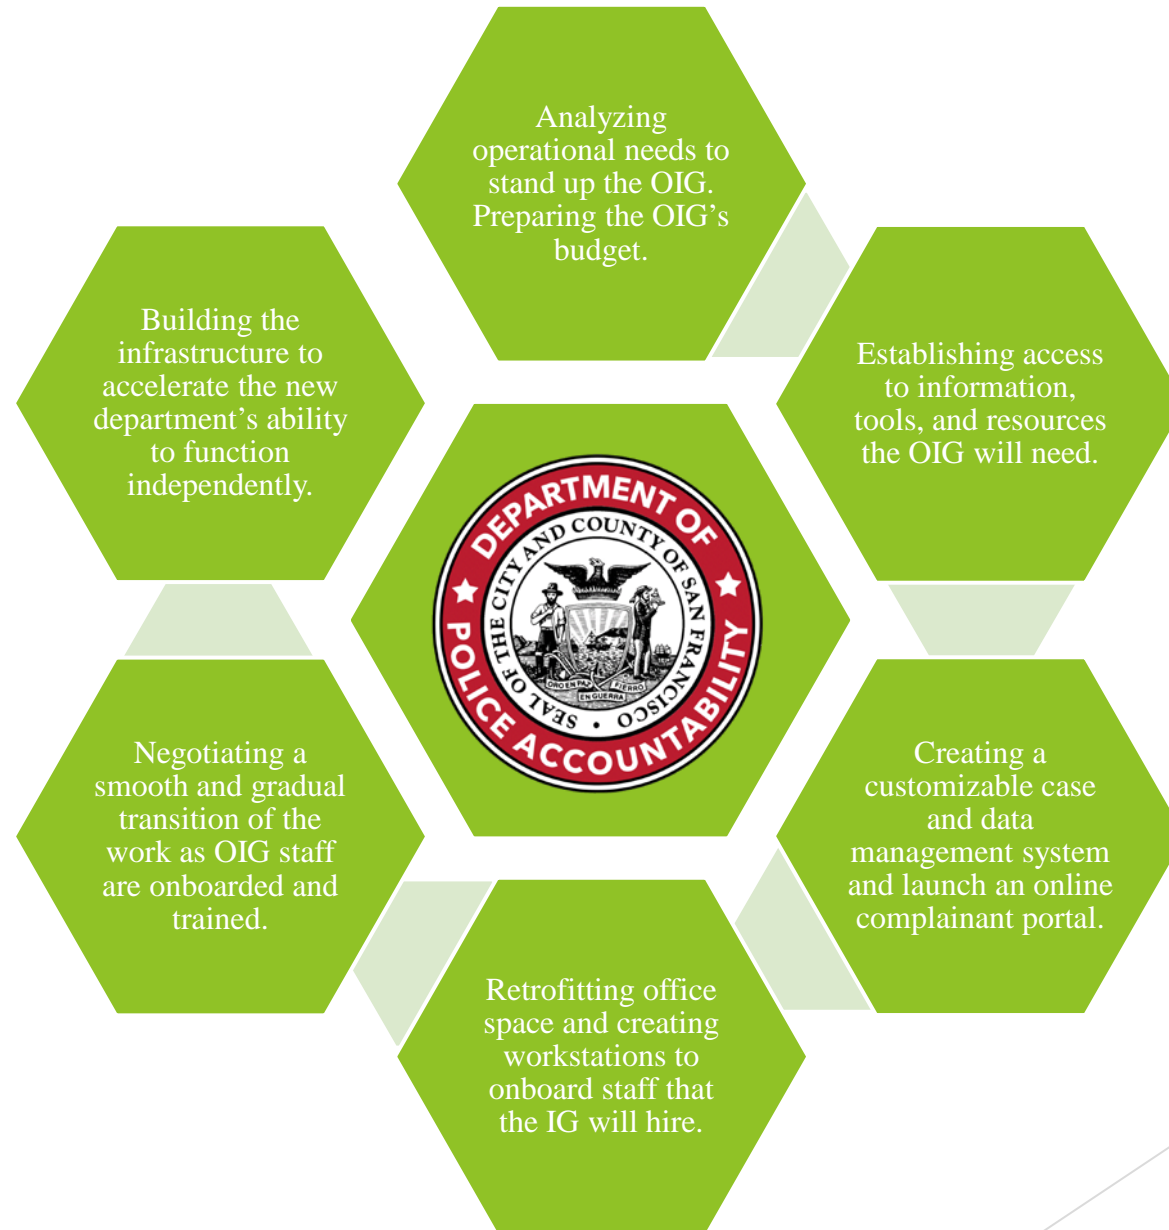 Analyzing
operational needs to
stand up the OIG.
Preparing the OIG’s
budget.
Establishing access
to information,
tools, and resources
the OIG will need.
Creating a
customizable case
and data
management system
and launch an online
complainant portal.
Retrofitting office
space and creating
workstations to
onboard staff that
the IG will hire.
Negotiating a
smooth and gradual
transition of the
work as OIG staff
are onboarded and
trained.
Building the
infrastructure to
accelerate the new
department’s ability
to function
independently.
DEPARTMENT OF
POLICE ACCOUNTABILITY
SEAL OF THE CITY AND COUNTY OF SAN FRANCISCO
ORO EN PAZ
FIERRO
EN GUERRA